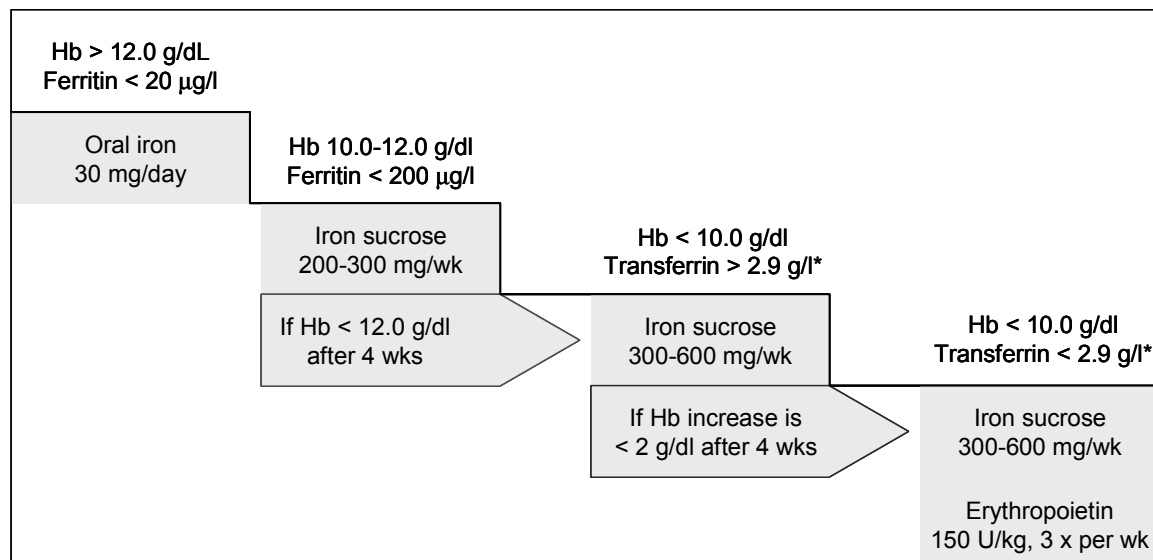 Hb > 12.0 g/dL
Ferritin < 20 μg/l
Oral iron
30 mg/day
Hb 10.0-12.0 g/dl
Ferritin < 200 μg/l
Iron sucrose
200-300 mg/wk
If Hb < 12.0 g/dl
after 4 wks
Hb < 10.0 g/dl
Transferrin > 2.9 g/l*
Iron sucrose
300-600 mg/wk
If Hb increase is
< 2 g/dl after 4 wks
Hb < 10.0 g/dl
Transferrin < 2.9 g/l*
Iron sucrose
300-600 mg/wk
Erythropoietin
150 U/kg, 3 x per wk